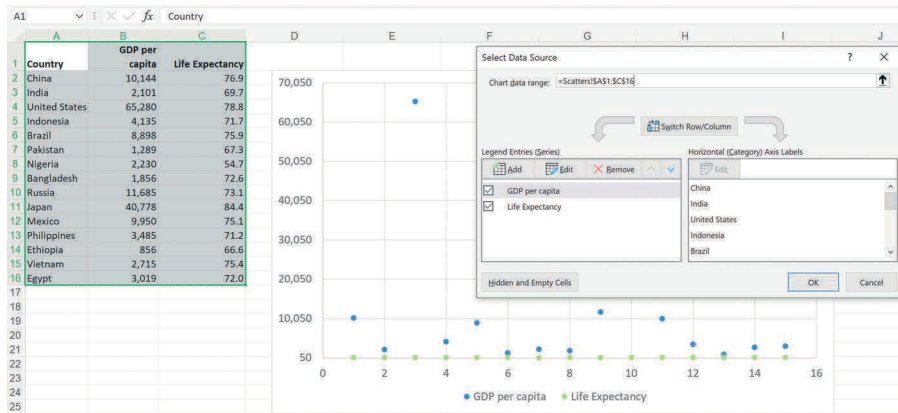 A1 fx Country
A B C D E F G H I J
1 Country GDP per capita Life Expectancy
2 China 10,144 76.9
3 India 2,101 69.7
4 United States 65,280 78.8
5 Indonesia 4,135 71.7
6 Brazil 8,898 75.9
7 Pakistan 1,289 67.3
8 Nigeria 2,230 54.7
9 Bangladesh 1,856 72.6
10 Russia 11,685 73.1
11 Japan 40,778 84.4
12 Mexico 9,950 75.1
13 Philippines 3,485 71.2
14 Ethiopia 856 66.6
15 Vietnam 2,715 75.4
16 Egypt 3,019 72.0
17
18
19
20
21
22
23
24
25
70,050
60,050
50,050
40,050
30,050
20,050
10,050
50
0 2 4 6 8 10 12 14 16
GDP per capita Life Expectancy
Select Data Source ? ×
Chart data range: =Scatters!$A$1:$C$16
Switch Row/Column
Legend Entries (Series)
Add Edit Remove
GDP per capita
Life Expectancy
Horizontal (Category) Axis Labels
Edit
China
India
United States
Indonesia
Brazil
Hidden and Empty Cells
OK Cancel